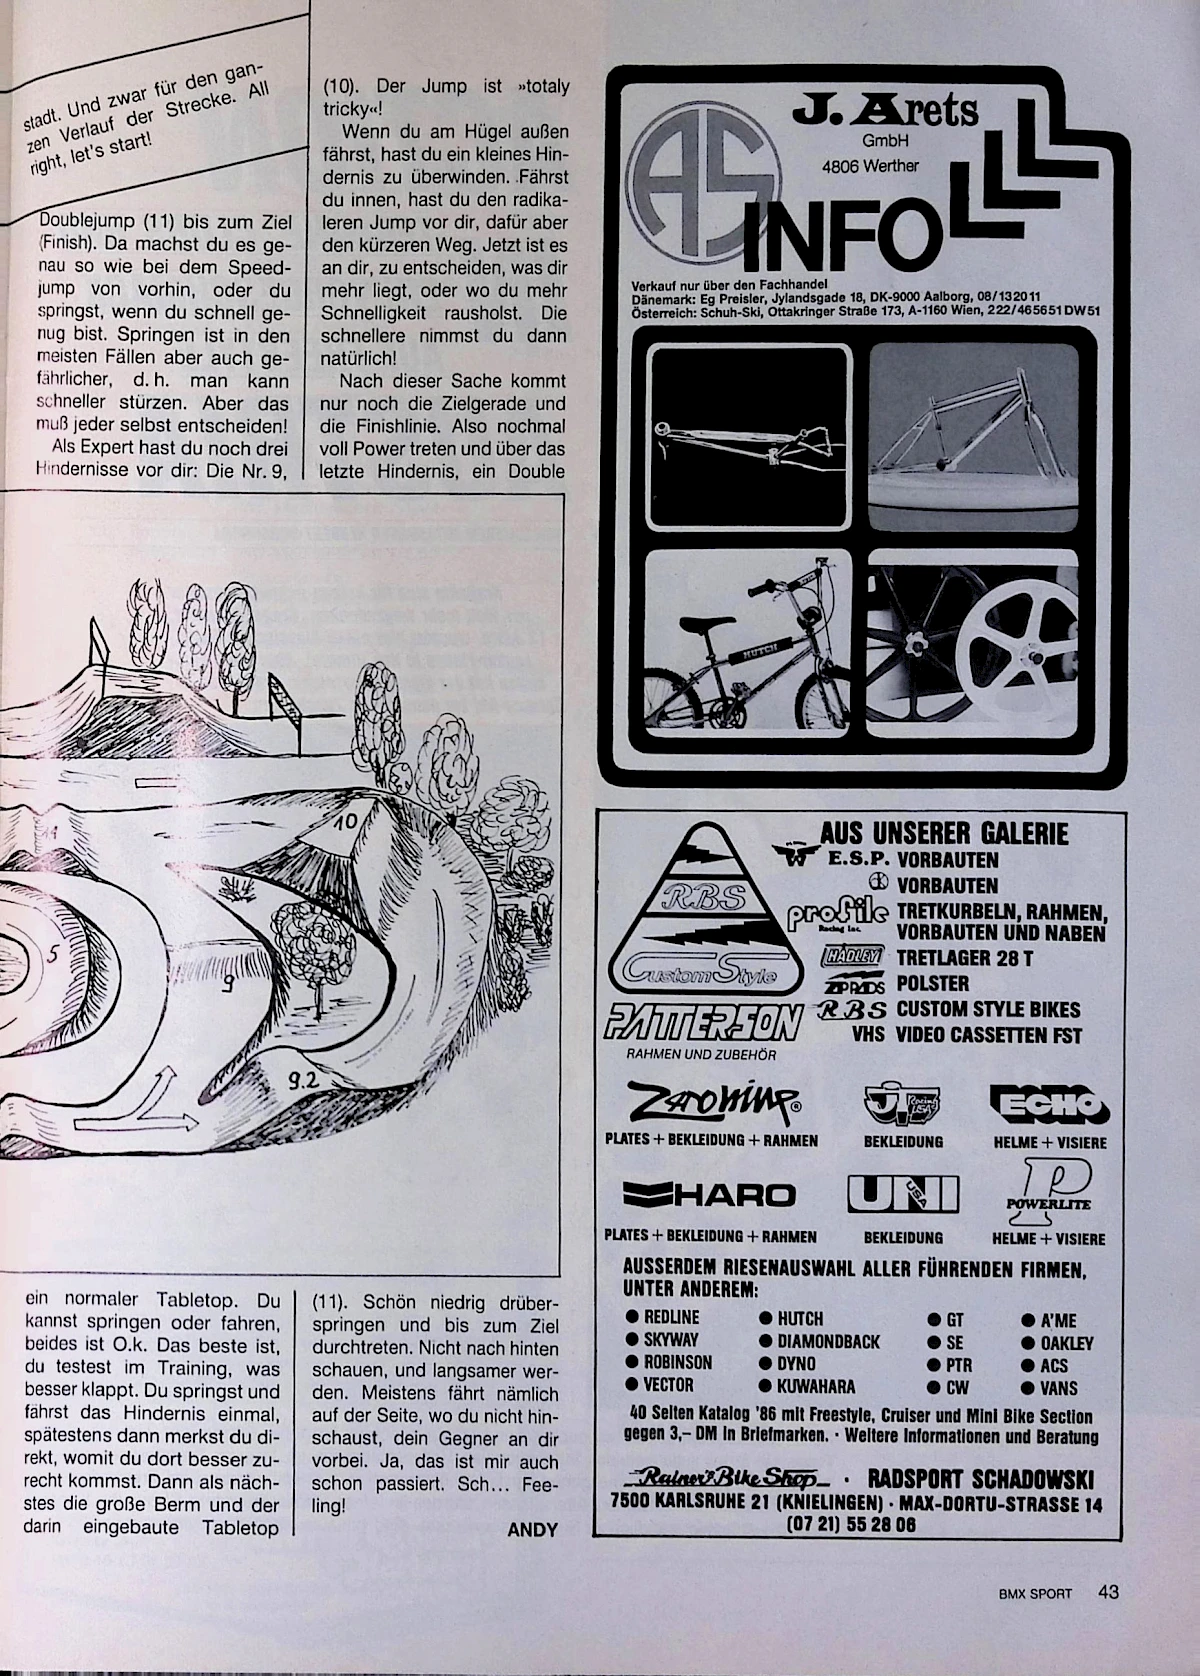 stadt. Und zwar für den gan-
zen Verlauf der Strecke. All
right, let's start!
Doublejump (11) bis zum Ziel
(Finish). Da machst du es ge-
nau so wie bei dem Speed-
jump von vorhin, oder du
springst, wenn du schnell ge-
nug bist. Springen ist in den
meisten Fällen aber auch ge-
fährlicher, d. h. man kann
schneller stürzen. Aber das
muß jeder selbst entscheiden!
Als Expert hast du noch drei
Hindernisse vor dir: Die Nr. 9,
ein normaler Tabletop. Du
kannst springen oder fahren,
beides ist O.k. Das beste ist,
du testest im Training, was
besser klappt. Du springst und
fährst das Hindernis einmal,
spätestens dann merkst du di-
rekt, womit du dort besser zu-
recht kommst. Dann als näch-
stes die große Berm und der
darin eingebaute Tabletop
(10). Der Jump ist »totaly
tricky«!
Wenn du am Hügel außen
fährst, hast du ein kleines Hin-
dernis zu überwinden. Fährst
du innen, hast du den radika-
leren Jump vor dir, dafür aber
den kürzeren Weg. Jetzt ist es
an dir, zu entscheiden, was dir
mehr liegt, oder wo du mehr
Schnelligkeit rausholst. Die
schnellere nimmst du dann
natürlich!
Nach dieser Sache kommt
nur noch die Zielgerade und
die Finishlinie. Also nochmal
voll Power treten und über das
letzte Hindernis, ein Double
(11). Schön niedrig drüber-
springen und bis zum Ziel
durchtreten. Nicht nach hinten
schauen, und langsamer wer-
den. Meistens fährt nämlich
auf der Seite, wo du nicht hin-
schaust, dein Gegner an dir
vorbei. Ja, das ist mir auch
schon passiert. Sch... Fee-
ling!
ANDY
11
10
5
9
9.2
AS
J. Arets
GmbH
4806 Werther
INFO
Verkauf nur über den Fachhandel
Dänemark: Eg Preisler, Jylandsgade 18, DK-9000 Aalborg, 08/132011
Österreich: Schuh-Ski, Ottakringer Straße 173, A-1160 Wien, 222/465651 DW 51
HUTCH
RBS
Custom Style
AUS UNSERER GALERIE
E.S.P. VORBAUTEN
VORBAUTEN
profile Racing Inc. TRETKURBELN, RAHMEN,
VORBAUTEN UND NABEN
HADLEY TRETLAGER 28 T
ZPADS POLSTER
RBS CUSTOM STYLE BIKES
VHS VIDEO CASSETTEN FST
PATTERSON
RAHMEN UND ZUBEHÖR
Zeronine®
PLATES + BEKLEIDUNG + RAHMEN
JT Racing USA
BEKLEIDUNG
ECHO
HELME + VISIERE
HARO
PLATES + BEKLEIDUNG + RAHMEN
UNI USA
BEKLEIDUNG
P POWERLITE
HELME + VISIERE
AUSSERDEM RIESENAUSWAHL ALLER FÜHRENDEN FIRMEN,
UNTER ANDEREM:
● REDLINE ● HUTCH ● GT ● A'ME
● SKYWAY ● DIAMONDBACK ● SE ● OAKLEY
● ROBINSON ● DYNO ● PTR ● ACS
● VECTOR ● KUWAHARA ● CW ● VANS
40 Seiten Katalog '86 mit Freestyle, Cruiser und Mini Bike Section
gegen 3,– DM in Briefmarken. · Weitere Informationen und Beratung
Rainer's Bike Shop · RADSPORT SCHADOWSKI
7500 KARLSRUHE 21 (KNIELINGEN) · MAX-DORTU-STRASSE 14
(07 21) 55 28 06
BMX SPORT 43